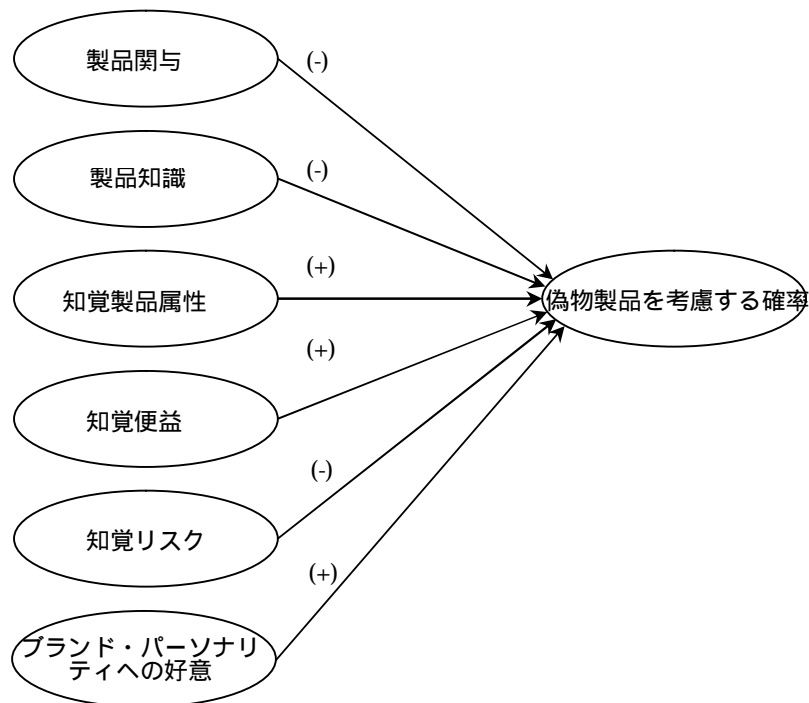 製品関与
(-)
製品知識
(-)
知覚製品属性
(+)
偽物製品を考慮する確率
知覚便益
(+)
知覚リスク
(-)
ブランド・パーソナリ
ティへの好意
(+)